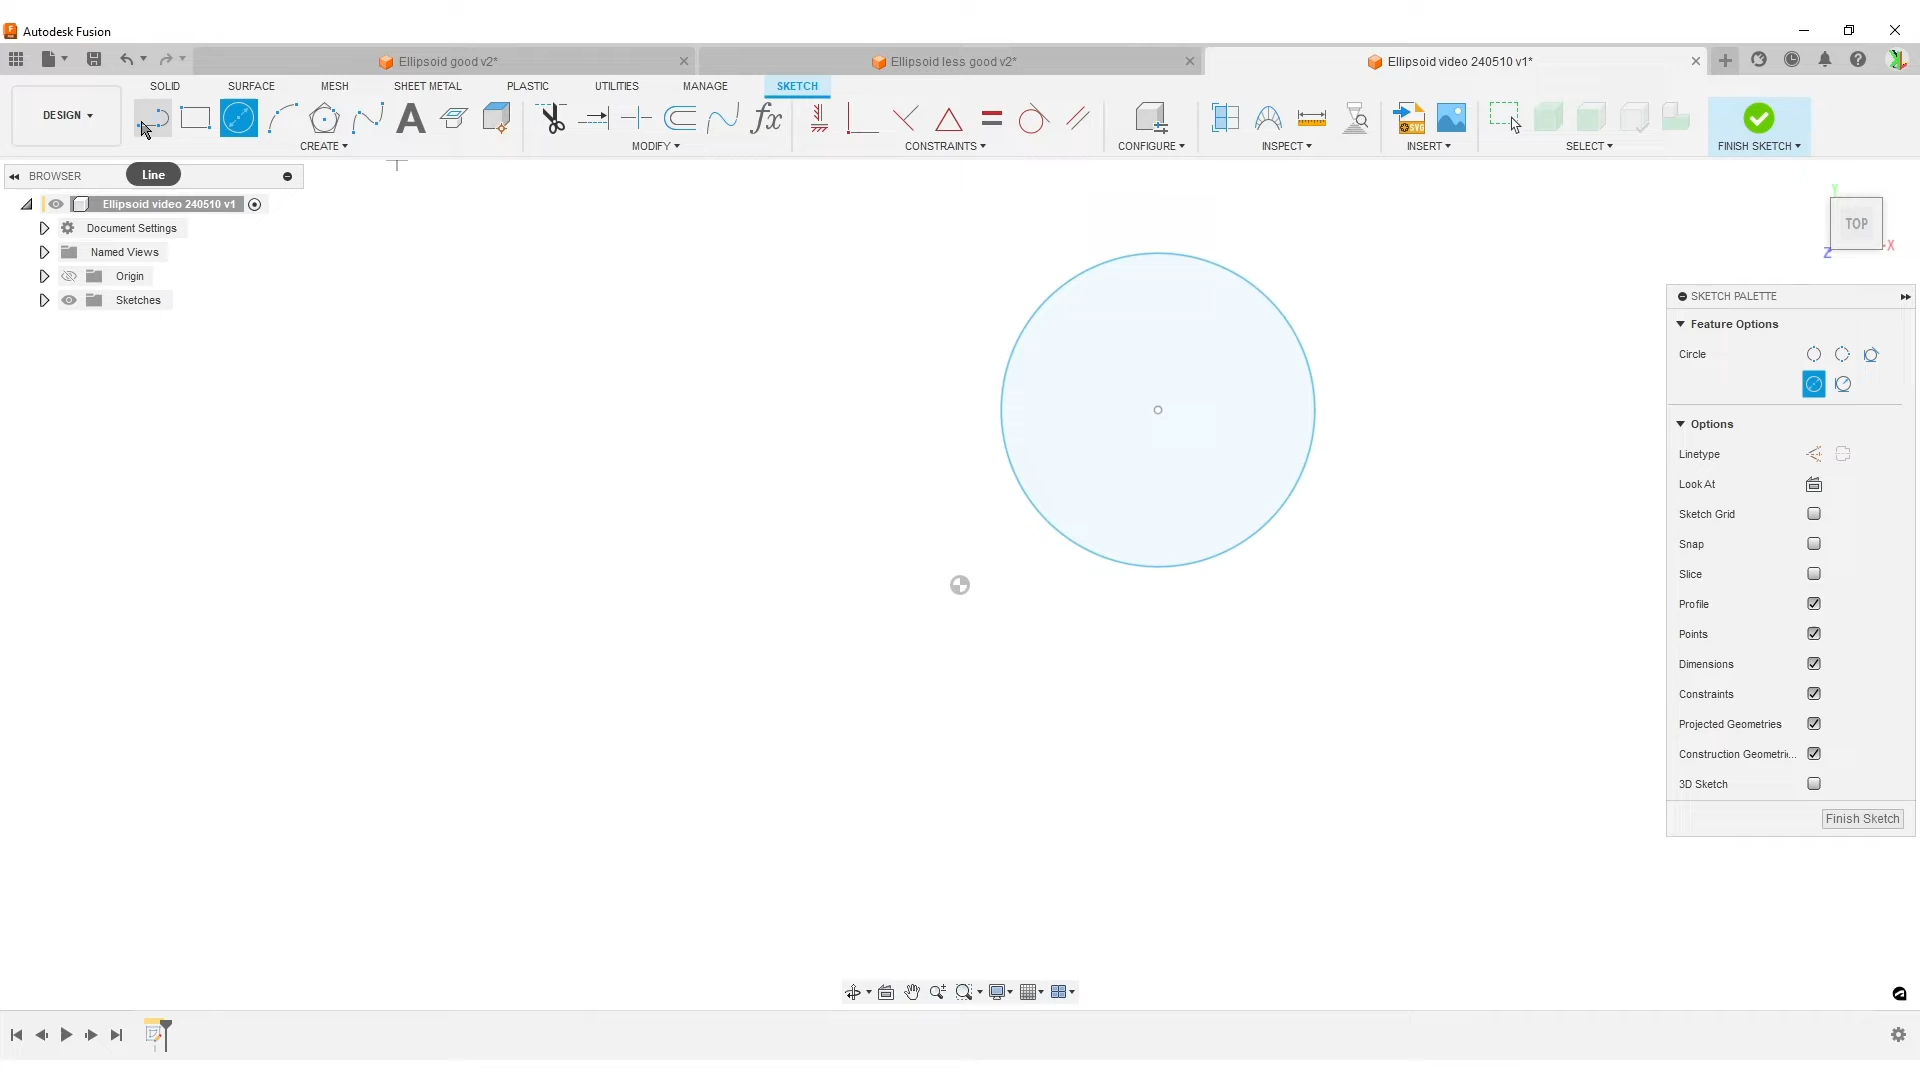 Autodesk Fusion
Ellipsoid good v2*
Ellipsoid less good v2*
Ellipsoid video 240510 v1*
SOLID SURFACE MESH SHEET METAL PLASTIC UTILITIES MANAGE SKETCH
DESIGN
CREATE MODIFY CONSTRAINTS CONFIGURE INSPECT INSERT SELECT FINISH SKETCH
BROWSER
Line
Ellipsoid video 240510 v1
Document Settings
Named Views
Origin
Sketches
Y
TOP
X
Z
SKETCH PALETTE
Feature Options
Circle
Options
Linetype
Look At
Sketch Grid
Snap
Slice
Profile
Points
Dimensions
Constraints
Projected Geometries
Construction Geometri...
3D Sketch
Finish Sketch